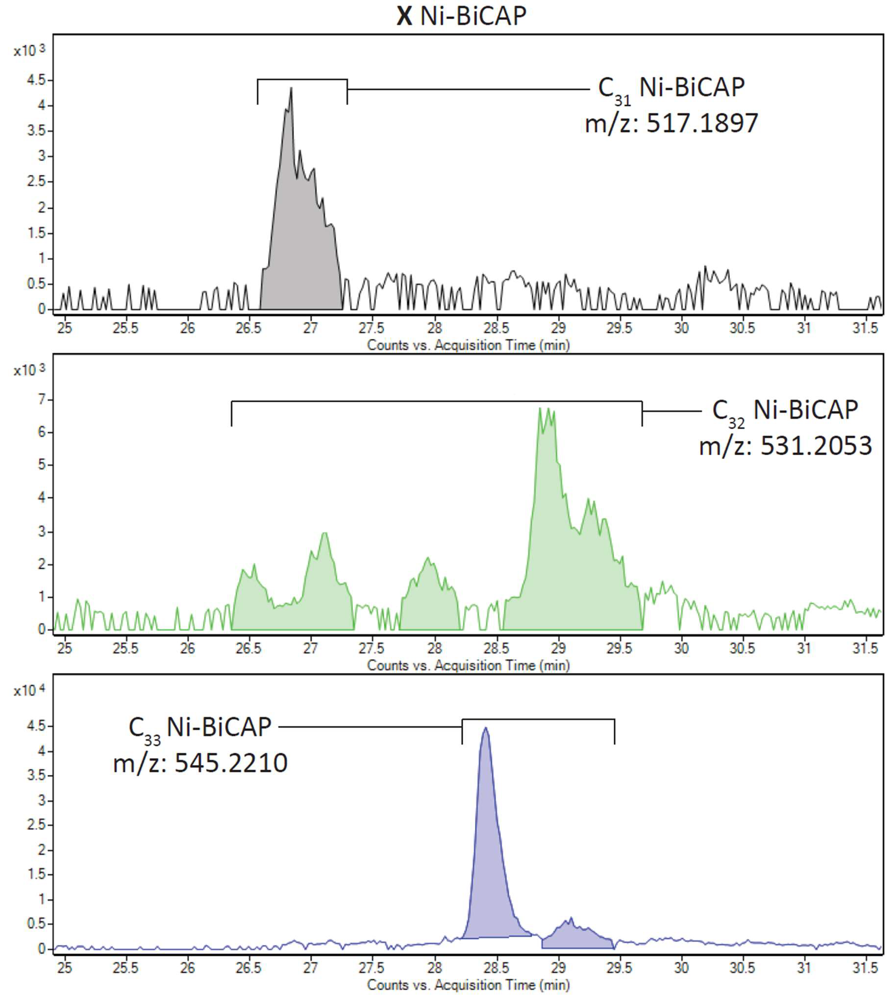 X Ni-BiCAP
x10 3
4.5
4
3.5
3
2.5
2
1.5
1
0.5
0
C31 Ni-BiCAP
m/z: 517.1897
25 25.5 26 26.5 27 27.5 28 28.5 29 29.5 30 30.5 31 31.5
Counts vs. Acquisition Time (min)
x10 3
7
6
5
4
3
2
1
0
C32 Ni-BiCAP
m/z: 531.2053
25 25.5 26 26.5 27 27.5 28 28.5 29 29.5 30 30.5 31 31.5
Counts vs. Acquisition Time (min)
x10 4
4.5
4
3.5
3
2.5
2
1.5
1
0.5
0
C33 Ni-BiCAP
m/z: 545.2210
25 25.5 26 26.5 27 27.5 28 28.5 29 29.5 30 30.5 31 31.5
Counts vs. Acquisition Time (min)